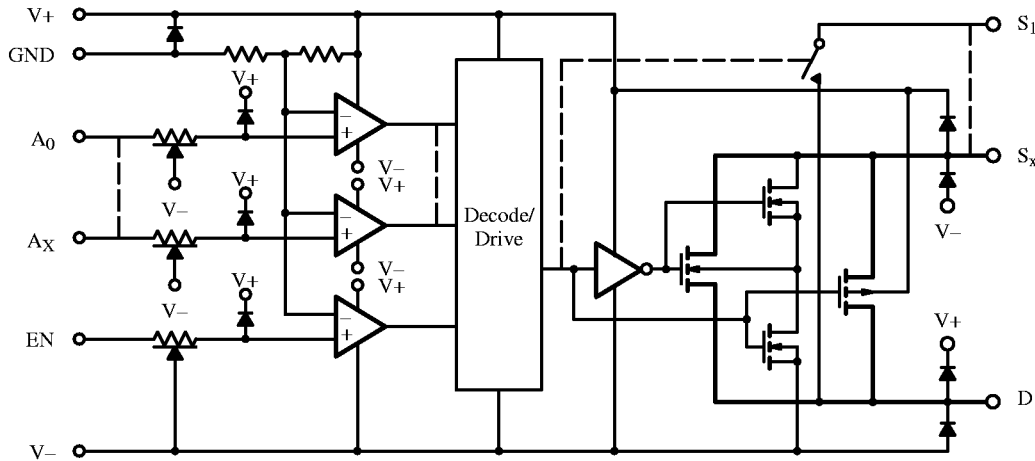 V+
S1
GND
V+
A0
−
+
V−
V+
Sx
V−
V+
−
+
Decode/
Drive
AX
V−
V−
V+
V+
V−
−
+
V+
EN
D
V−